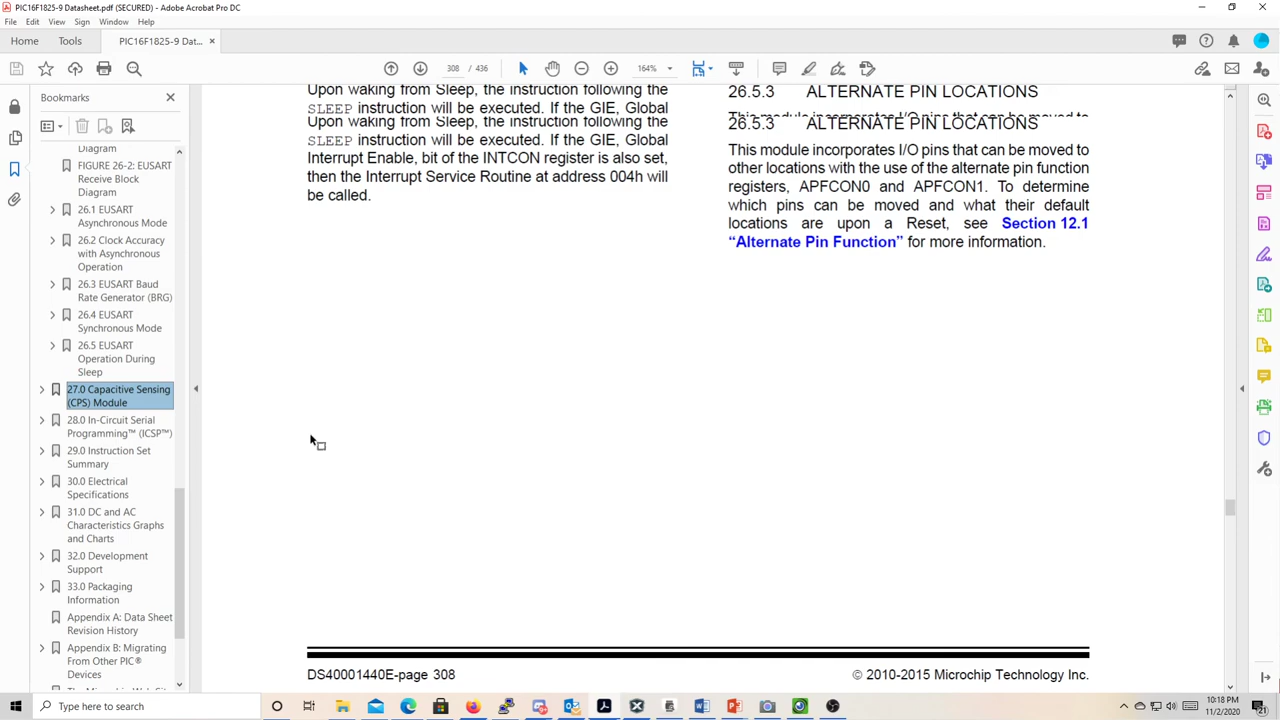 PIC16F1825-9 Datasheet.pdf (SECURED) - Adobe Acrobat Pro DC
File Edit View Sign Window Help
Home Tools PIC16F1825-9 Dat... ×
308 / 436 164%
Bookmarks
Diagram
FIGURE 26-2: EUSART
Receive Block
Diagram
26.1 EUSART
Asynchronous Mode
26.2 Clock Accuracy
with Asynchronous
Operation
26.3 EUSART Baud
Rate Generator (BRG)
26.4 EUSART
Synchronous Mode
26.5 EUSART
Operation During
Sleep
27.0 Capacitive Sensing
(CPS) Module
28.0 In-Circuit Serial
Programming™ (ICSP™)
29.0 Instruction Set
Summary
30.0 Electrical
Specifications
31.0 DC and AC
Characteristics Graphs
and Charts
32.0 Development
Support
33.0 Packaging
Information
Appendix A: Data Sheet
Revision History
Appendix B: Migrating
From Other PIC®
Devices
Upon waking from Sleep, the instruction following the
SLEEP instruction will be executed. If the GIE, Global
Upon waking from Sleep, the instruction following the
SLEEP instruction will be executed. If the GIE, Global
Interrupt Enable, bit of the INTCON register is also set,
then the Interrupt Service Routine at address 004h will
be called.
26.5.3 ALTERNATE PIN LOCATIONS
This module incorporates I/O pins that can be moved to
26.5.3 ALTERNATE PIN LOCATIONS
This module incorporates I/O pins that can be moved to
other locations with the use of the alternate pin function
registers, APFCON0 and APFCON1. To determine
which pins can be moved and what their default
locations are upon a Reset, see Section 12.1
“Alternate Pin Function” for more information.
DS40001440E-page 308
© 2010-2015 Microchip Technology Inc.
Type here to search
10:18 PM
11/2/2020
21